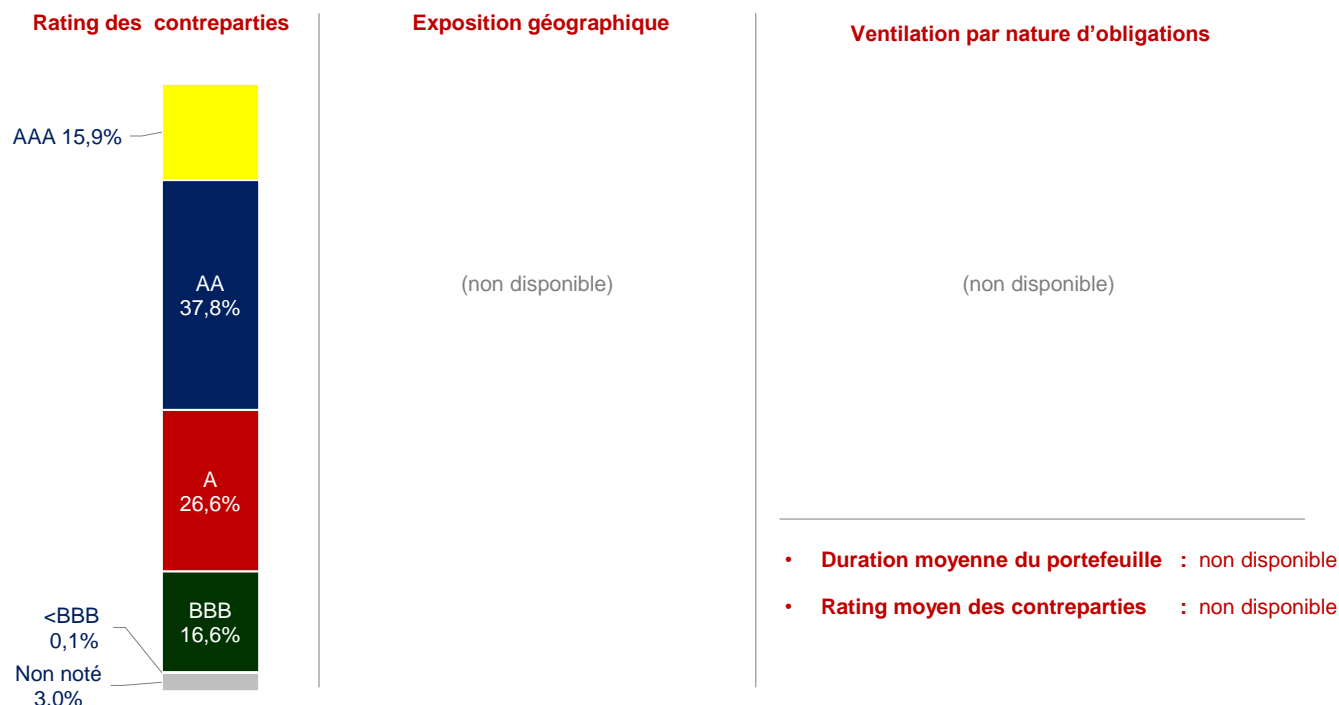 Rating des contreparties
AAA 15,9%
AA
37,8%
A
26,6%
BBB
16,6%
<BBB
0,1%
Non noté
3,0%
Exposition géographique
(non disponible)
Ventilation par nature d'obligations
(non disponible)
• Duration moyenne du portefeuille : non disponible
• Rating moyen des contreparties : non disponible